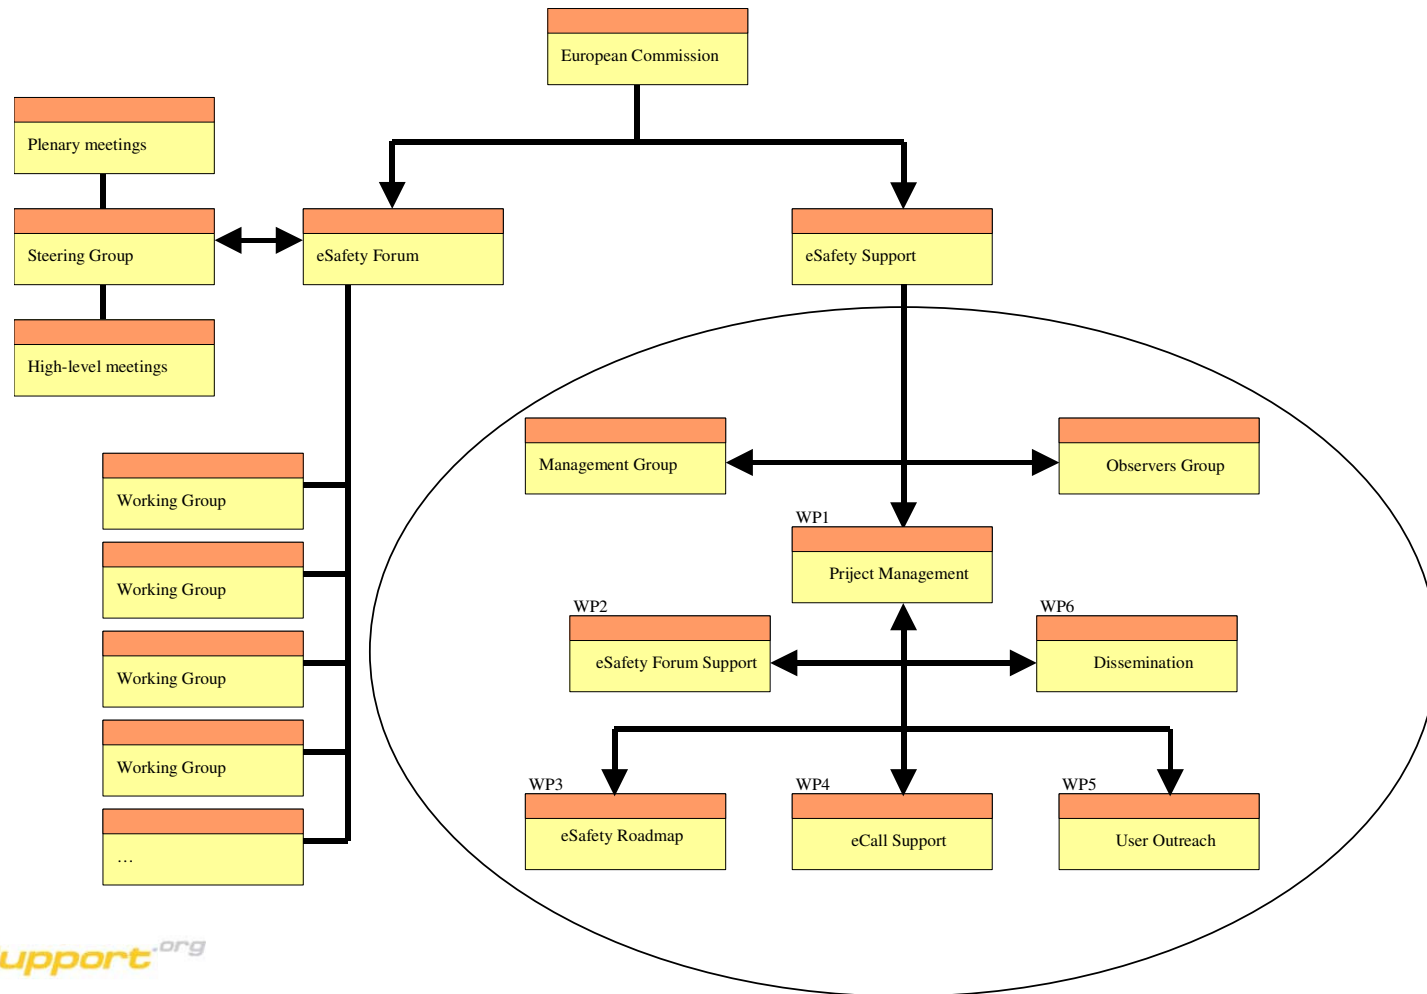 European Commission
Plenary meetings
Steering Group
eSafety Forum
eSafety Support
High-level meetings
Management Group
Observers Group
Working Group
WP1
Priject Management
Working Group
WP2
WP6
eSafety Forum Support
Dissemination
Working Group
Working Group
WP3
WP4
WP5
eSafety Roadmap
eCall Support
User Outreach
…
upport.org